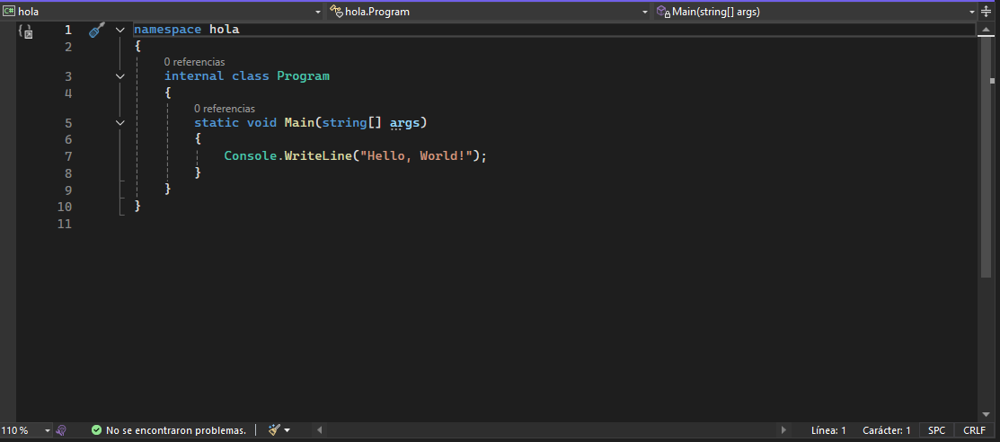 C# hola hola.Program Main(string[] args)
1 namespace hola
2 {
0 referencias
3 internal class Program
4 {
0 referencias
5 static void Main(string[] args)
6 {
7 Console.WriteLine("Hello, World!");
8 }
9 }
10 }
11
110 % No se encontraron problemas. Línea: 1 Carácter: 1 SPC CRLF